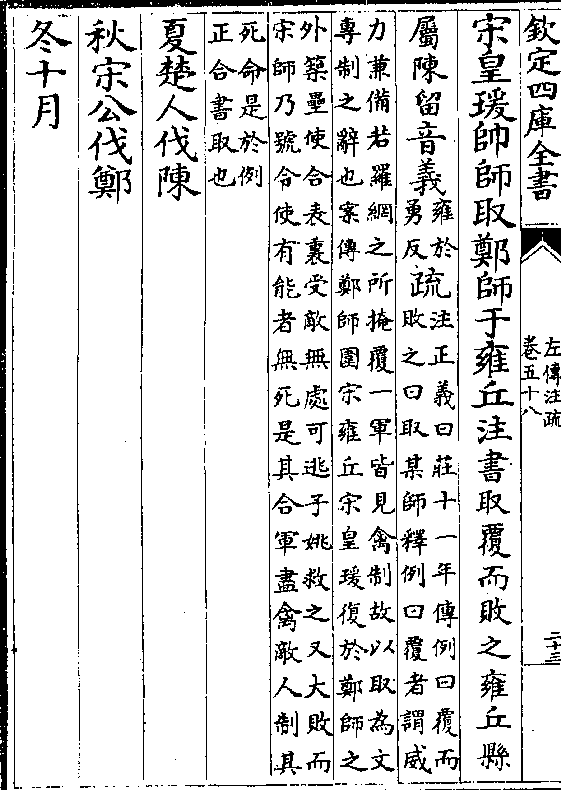 欽定四庫全書
左傳注疏
卷五十八
二十三
宋皇瑗帥師取鄭師于雍丘注書取覆而敗之雍丘縣
屬陳留音義
雍於
勇反
疏
注正義曰莊十一年傳例曰覆而
敗之曰取某師釋例曰覆者謂威
力兼備若羅網之所掩覆一軍皆見禽制故以取為文
專制之辭也案傳鄭師圍宋雍丘宋皇瑗復於鄭師之
外築壘使合表裏受敵無處可逃子姚救之又大敗而
宋師乃號令使有能者無死是其合軍盡禽敵人制其
死命是於例
正合書取也
夏楚人伐陳
秋宋公伐鄭
冬十月